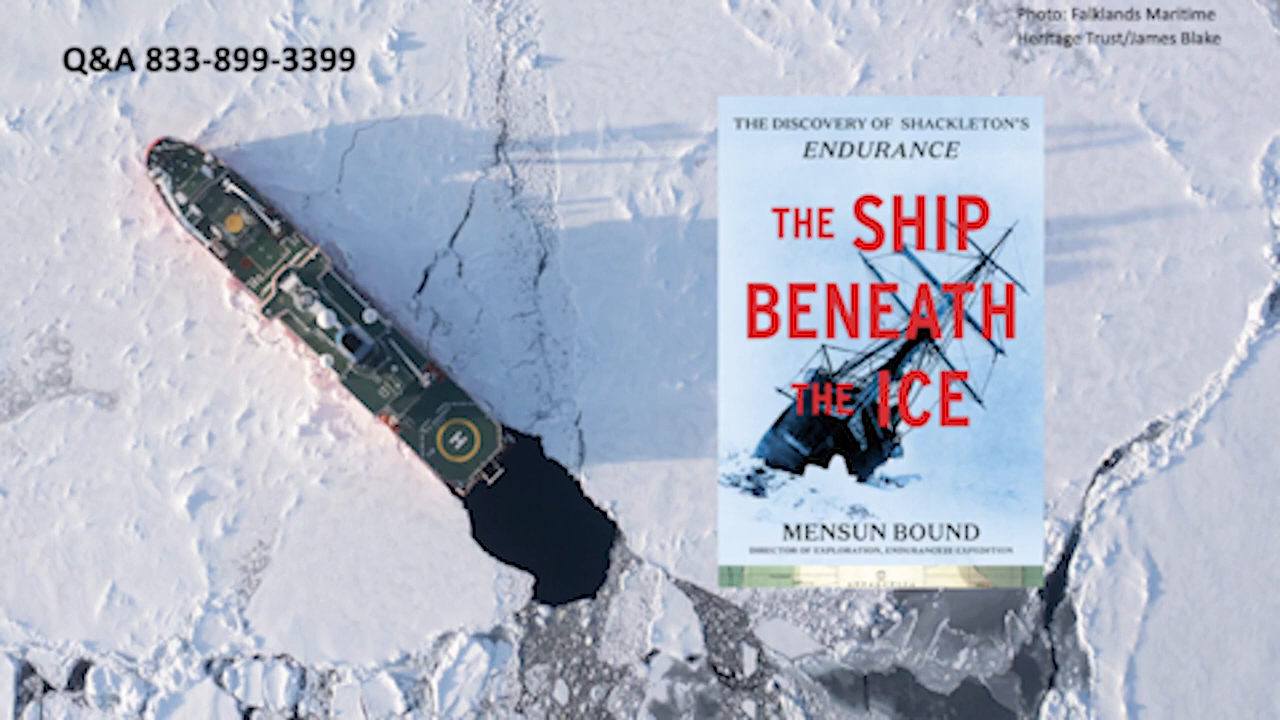 Q&A 833-899-3399
Photo: Falklands Maritime
Heritage Trust/James Blake
THE DISCOVERY OF SHACKLETON'S
ENDURANCE
THE SHIP
BENEATH
THE ICE
MENSUN BOUND
DIRECTOR OF EXPLORATION, ENDURANCE22 EXPEDITION
H